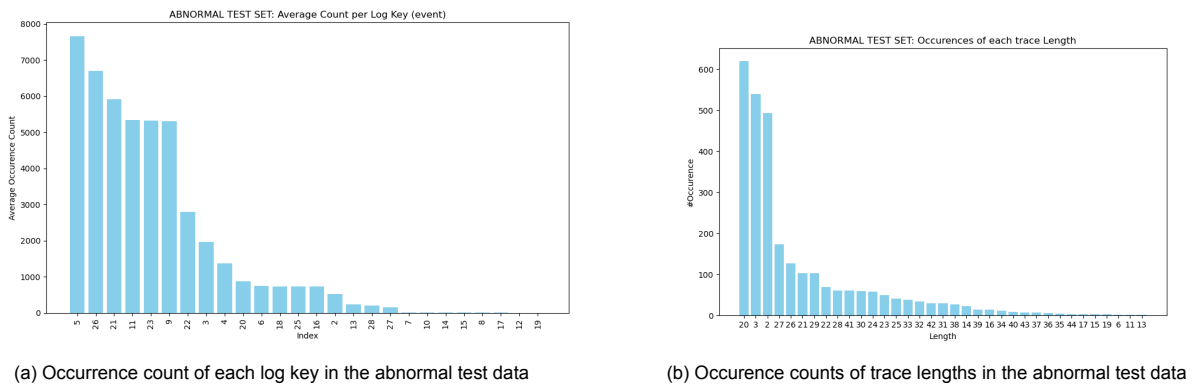 ABNORMAL TEST SET: Average Count per Log Key (event)
8000
7000
6000
5000
4000
3000
2000
1000
0
Average Occurence Count
5 26 21 11 23 9 22 3 4 20 6 18 25 16 2 13 28 27 7 10 14 15 8 17 12 19
Index
(a) Occurrence count of each log key in the abnormal test data
ABNORMAL TEST SET: Occurences of each trace Length
600
500
400
300
200
100
0
#Occurence
20 3 2 27 26 21 29 22 28 41 30 24 23 25 33 32 42 31 38 14 39 16 34 40 43 37 36 35 44 17 15 19 6 11 13
Length
(b) Occurence counts of trace lengths in the abnormal test data